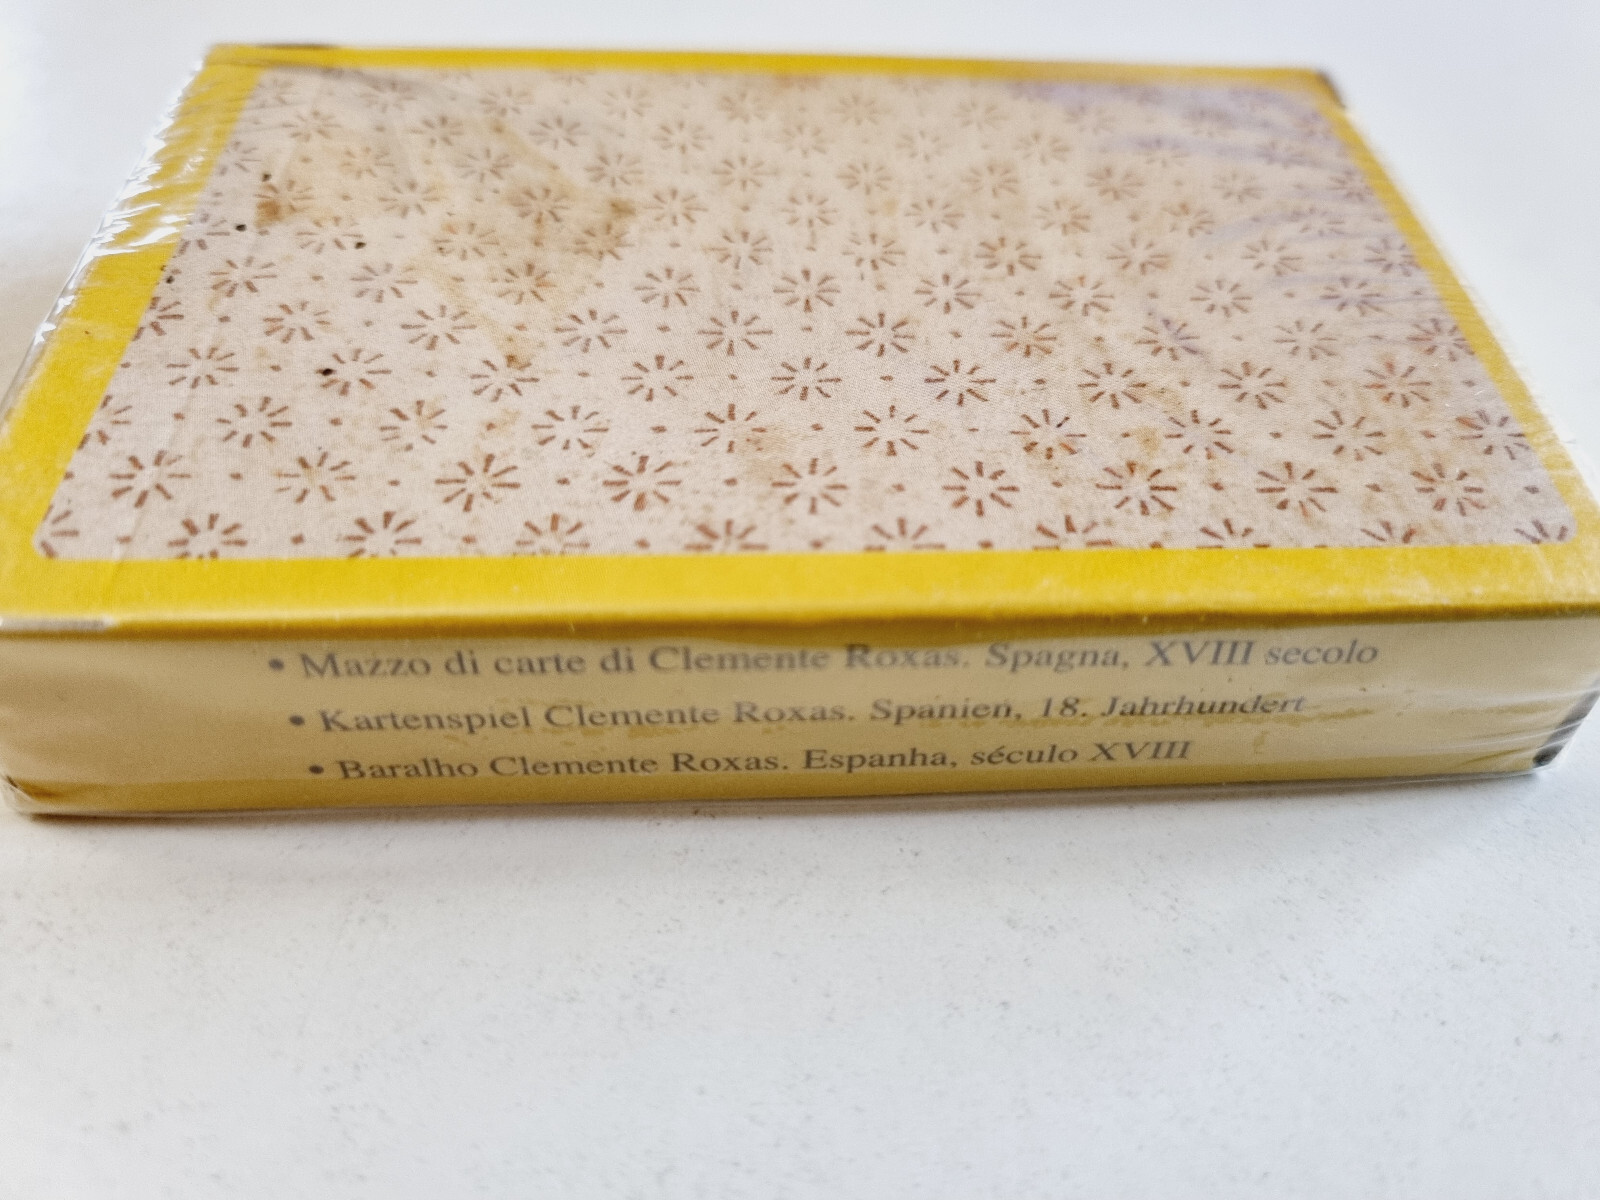 • Mazzo di carte di Clemente Roxas. Spagna, XVIII secolo
• Kartenspiel Clemente Roxas. Spanien, 18. Jahrhundert
• Baralho Clemente Roxas. Espanha, século XVIII